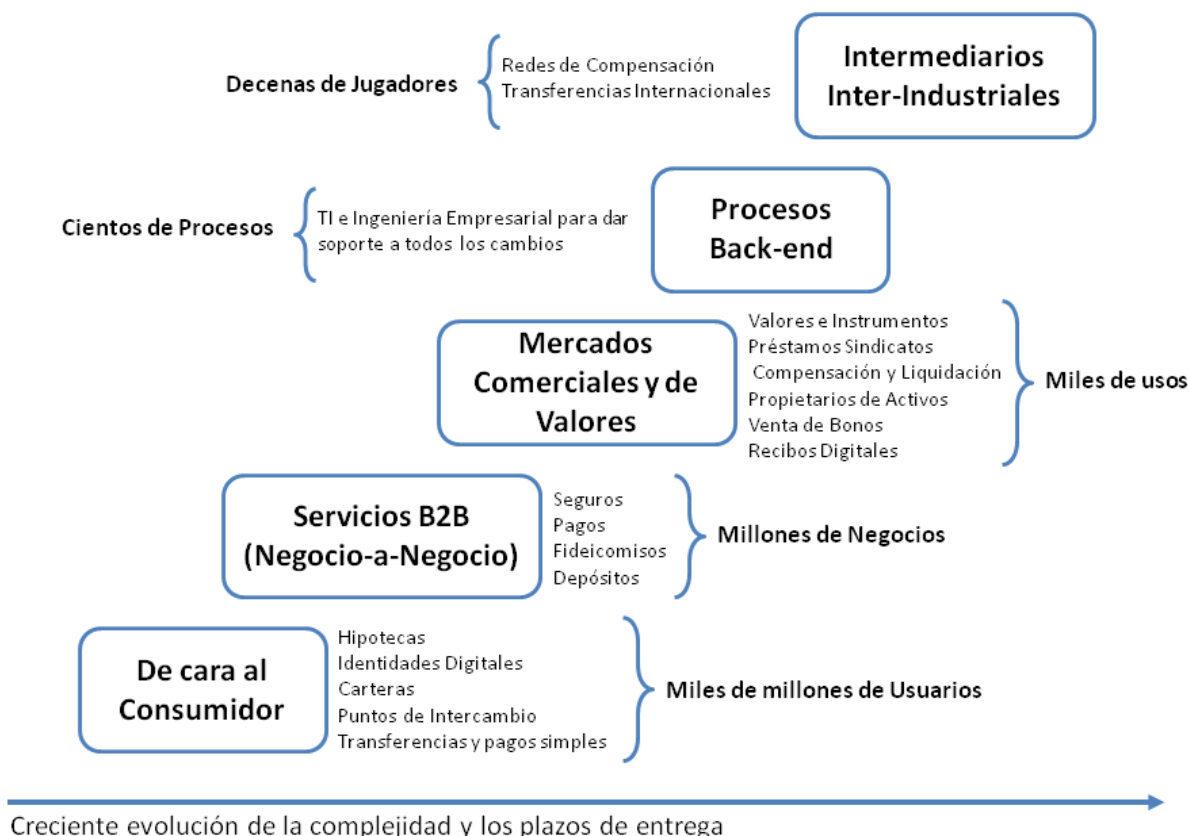 Decenas de Jugadores
Redes de Compensación
Transferencias Internacionales
Intermediarios
Inter-Industriales
Cientos de Procesos
TI e Ingeniería Empresarial para dar
soporte a todos los cambios
Procesos
Back-end
Mercados
Comerciales y de
Valores
Valores e Instrumentos
Préstamos Sindicatos
Compensación y Liquidación
Propietarios de Activos
Venta de Bonos
Recibos Digitales
Miles de usos
Servicios B2B
(Negocio-a-Negocio)
Seguros
Pagos
Fideicomisos
Depósitos
Millones de Negocios
De cara al
Consumidor
Hipotecas
Identidades Digitales
Carteras
Puntos de Intercambio
Transferencias y pagos simples
Miles de millones de Usuarios
Creciente evolución de la complejidad y los plazos de entrega